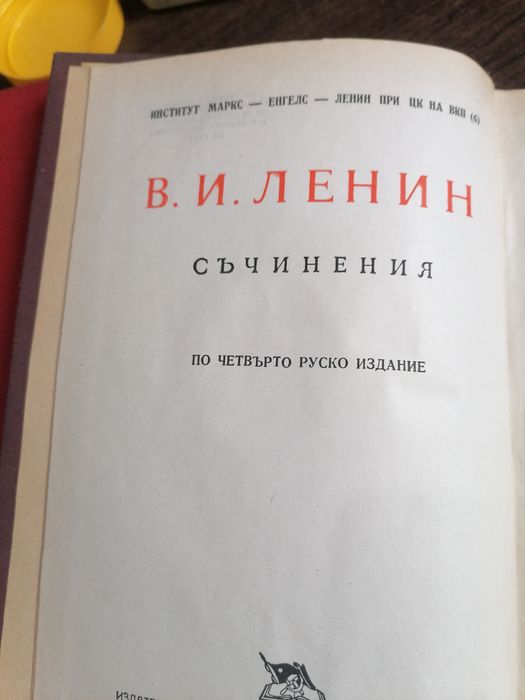 ИНСТИТУТ МАРКС — ЕНГЕЛС — ЛЕНИН ПРИ ЦК НА ВКП (б)
В. И. ЛЕНИН
СЪЧИНЕНИЯ
ПО ЧЕТВЪРТО РУСКО ИЗДАНИЕ